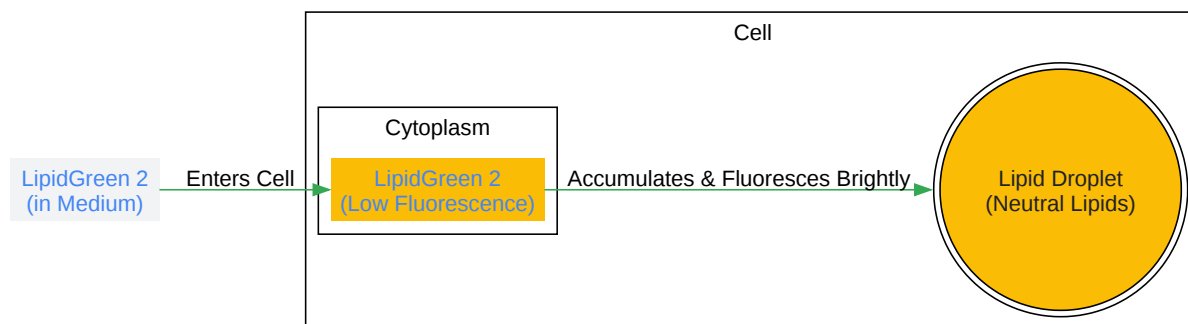 Cell
Cytoplasm
LipidGreen 2
(in Medium)
Enters Cell
LipidGreen 2
(Low Fluorescence)
Accumulates & Fluoresces Brightly
Lipid Droplet
(Neutral Lipids)